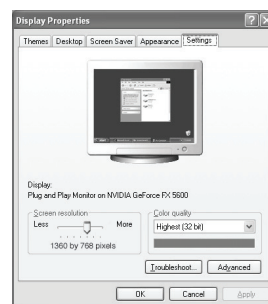 Display Properties
Themes Desktop Screen Saver Appearance Settings
Display:
Plug and Play Monitor on NVIDIA GeForce FX 5600
Screen resolution
Less More
1360 by 768 pixels
Color quality
Highest (32 bit)
Troubleshoot... Advanced
OK Cancel Apply